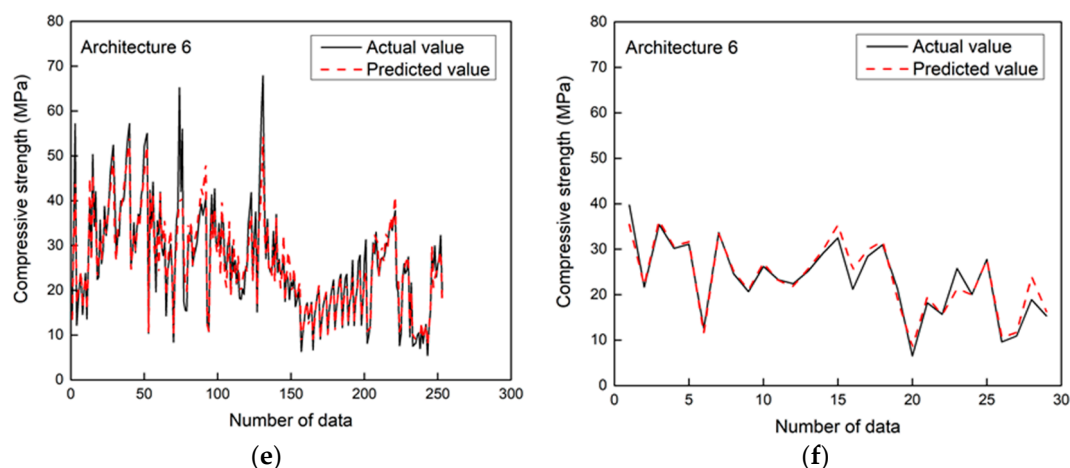 Architecture 6
Actual value
Predicted value
Compressive strength (MPa)
80
70
60
50
40
30
20
10
0
0 50 100 150 200 250 300
Number of data
(e)
Architecture 6
Actual value
Predicted value
Compressive strength (MPa)
80
70
60
50
40
30
20
10
0
0 5 10 15 20 25 30
Number of data
(f)